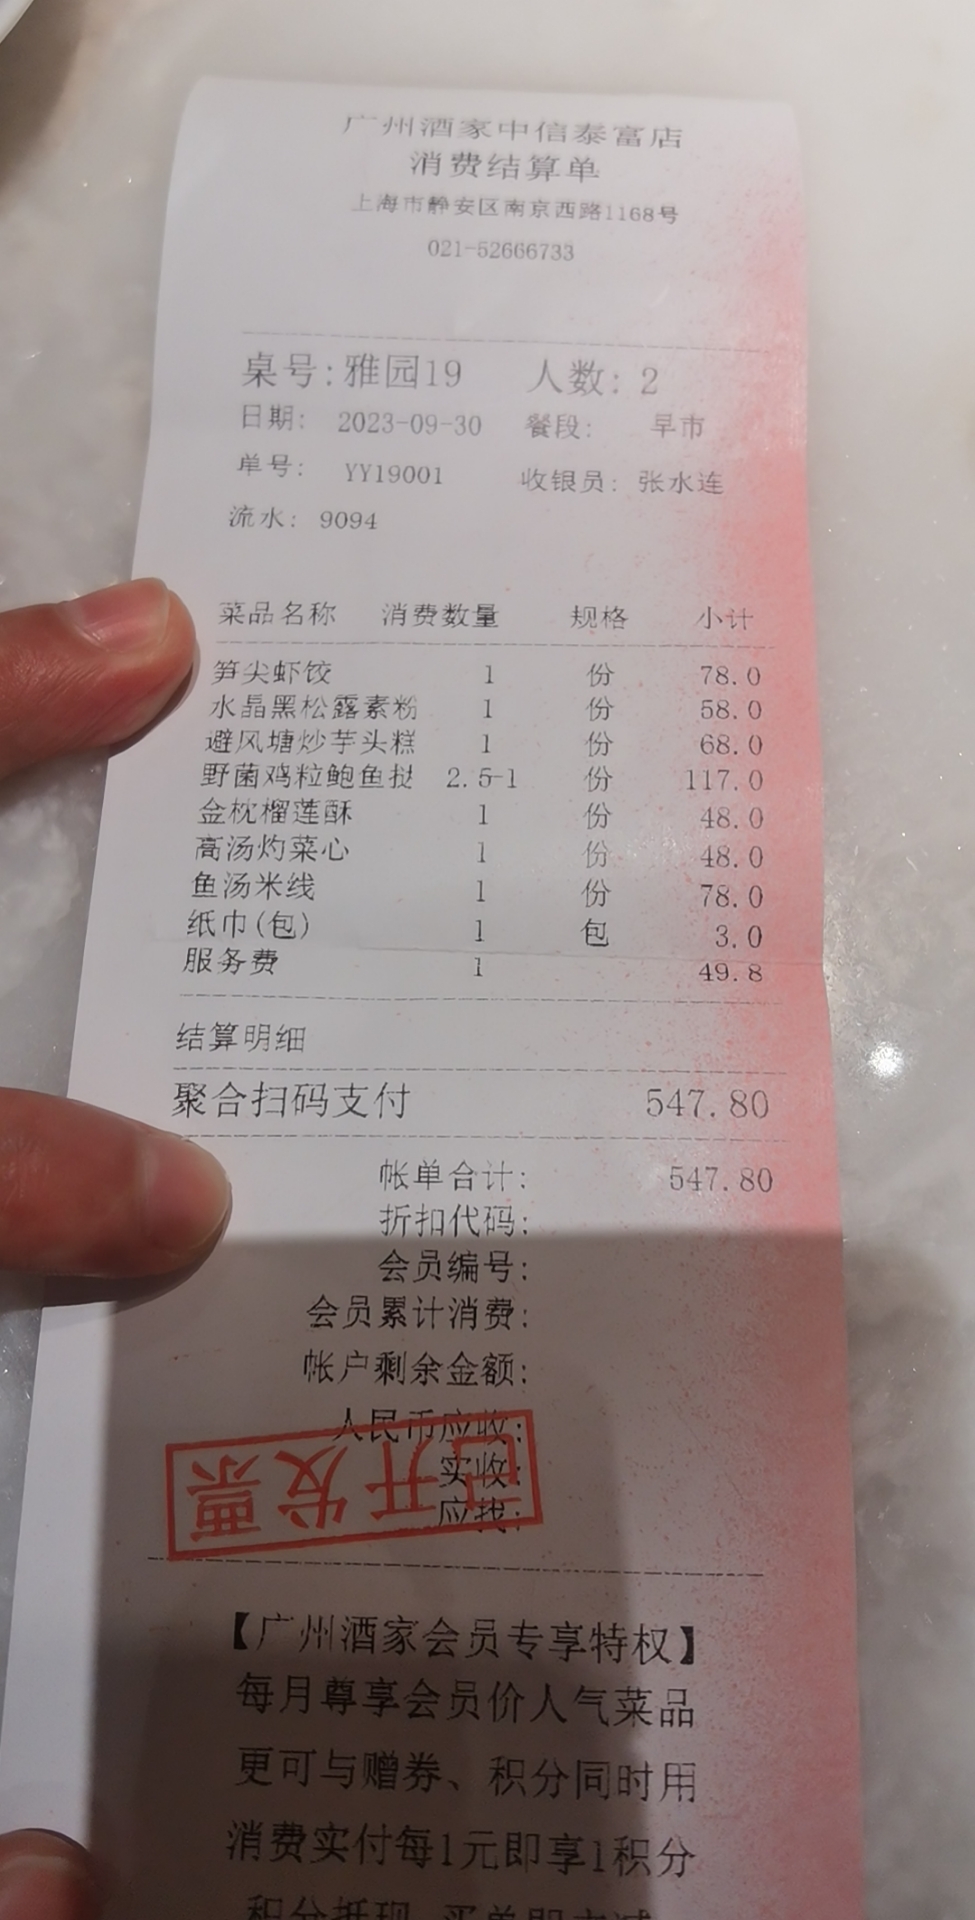 广州酒家中信泰富店
消费结算单
上海市静安区南京西路1168号
021-52666733
桌号: 雅园19 人数: 2
日期: 2023-09-30 餐段: 早市
单号: YY19001 收银员: 张水连
流水: 9094
菜品名称 消费数量 规格 小计
笋尖虾饺 1 份 78.0
水晶黑松露素粉 1 份 58.0
避风塘炒芋头糕 1 份 68.0
野菌鸡粒鲍鱼挞 2.5-1 份 117.0
金枕榴莲酥 1 份 48.0
高汤灼菜心 1 份 48.0
鱼汤米线 1 份 78.0
纸巾(包) 1 包 3.0
服务费 1 49.8
结算明细
聚合扫码支付 547.80
帐单合计: 547.80
折扣代码:
会员编号:
会员累计消费:
帐户剩余金额:
人民币应收:
实收:
应找:
已开发票
【广州酒家会员专享特权】
每月尊享会员价人气菜品
更可与赠券、积分同时用
消费实付每1元即享1积分
积分抵现